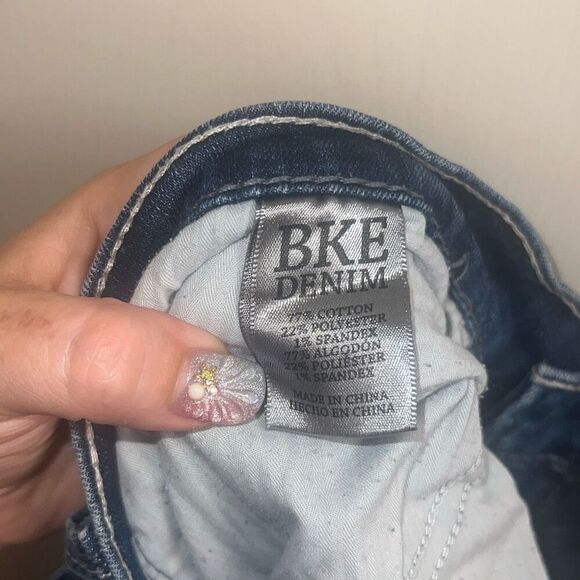 BKE
DENIM
77% COTTON
22% POLYESTER
1% SPANDEX
77% ALGODON
22% POLIÉSTER
1% SPANDEX
MADE IN CHINA
HECHO EN CHINA